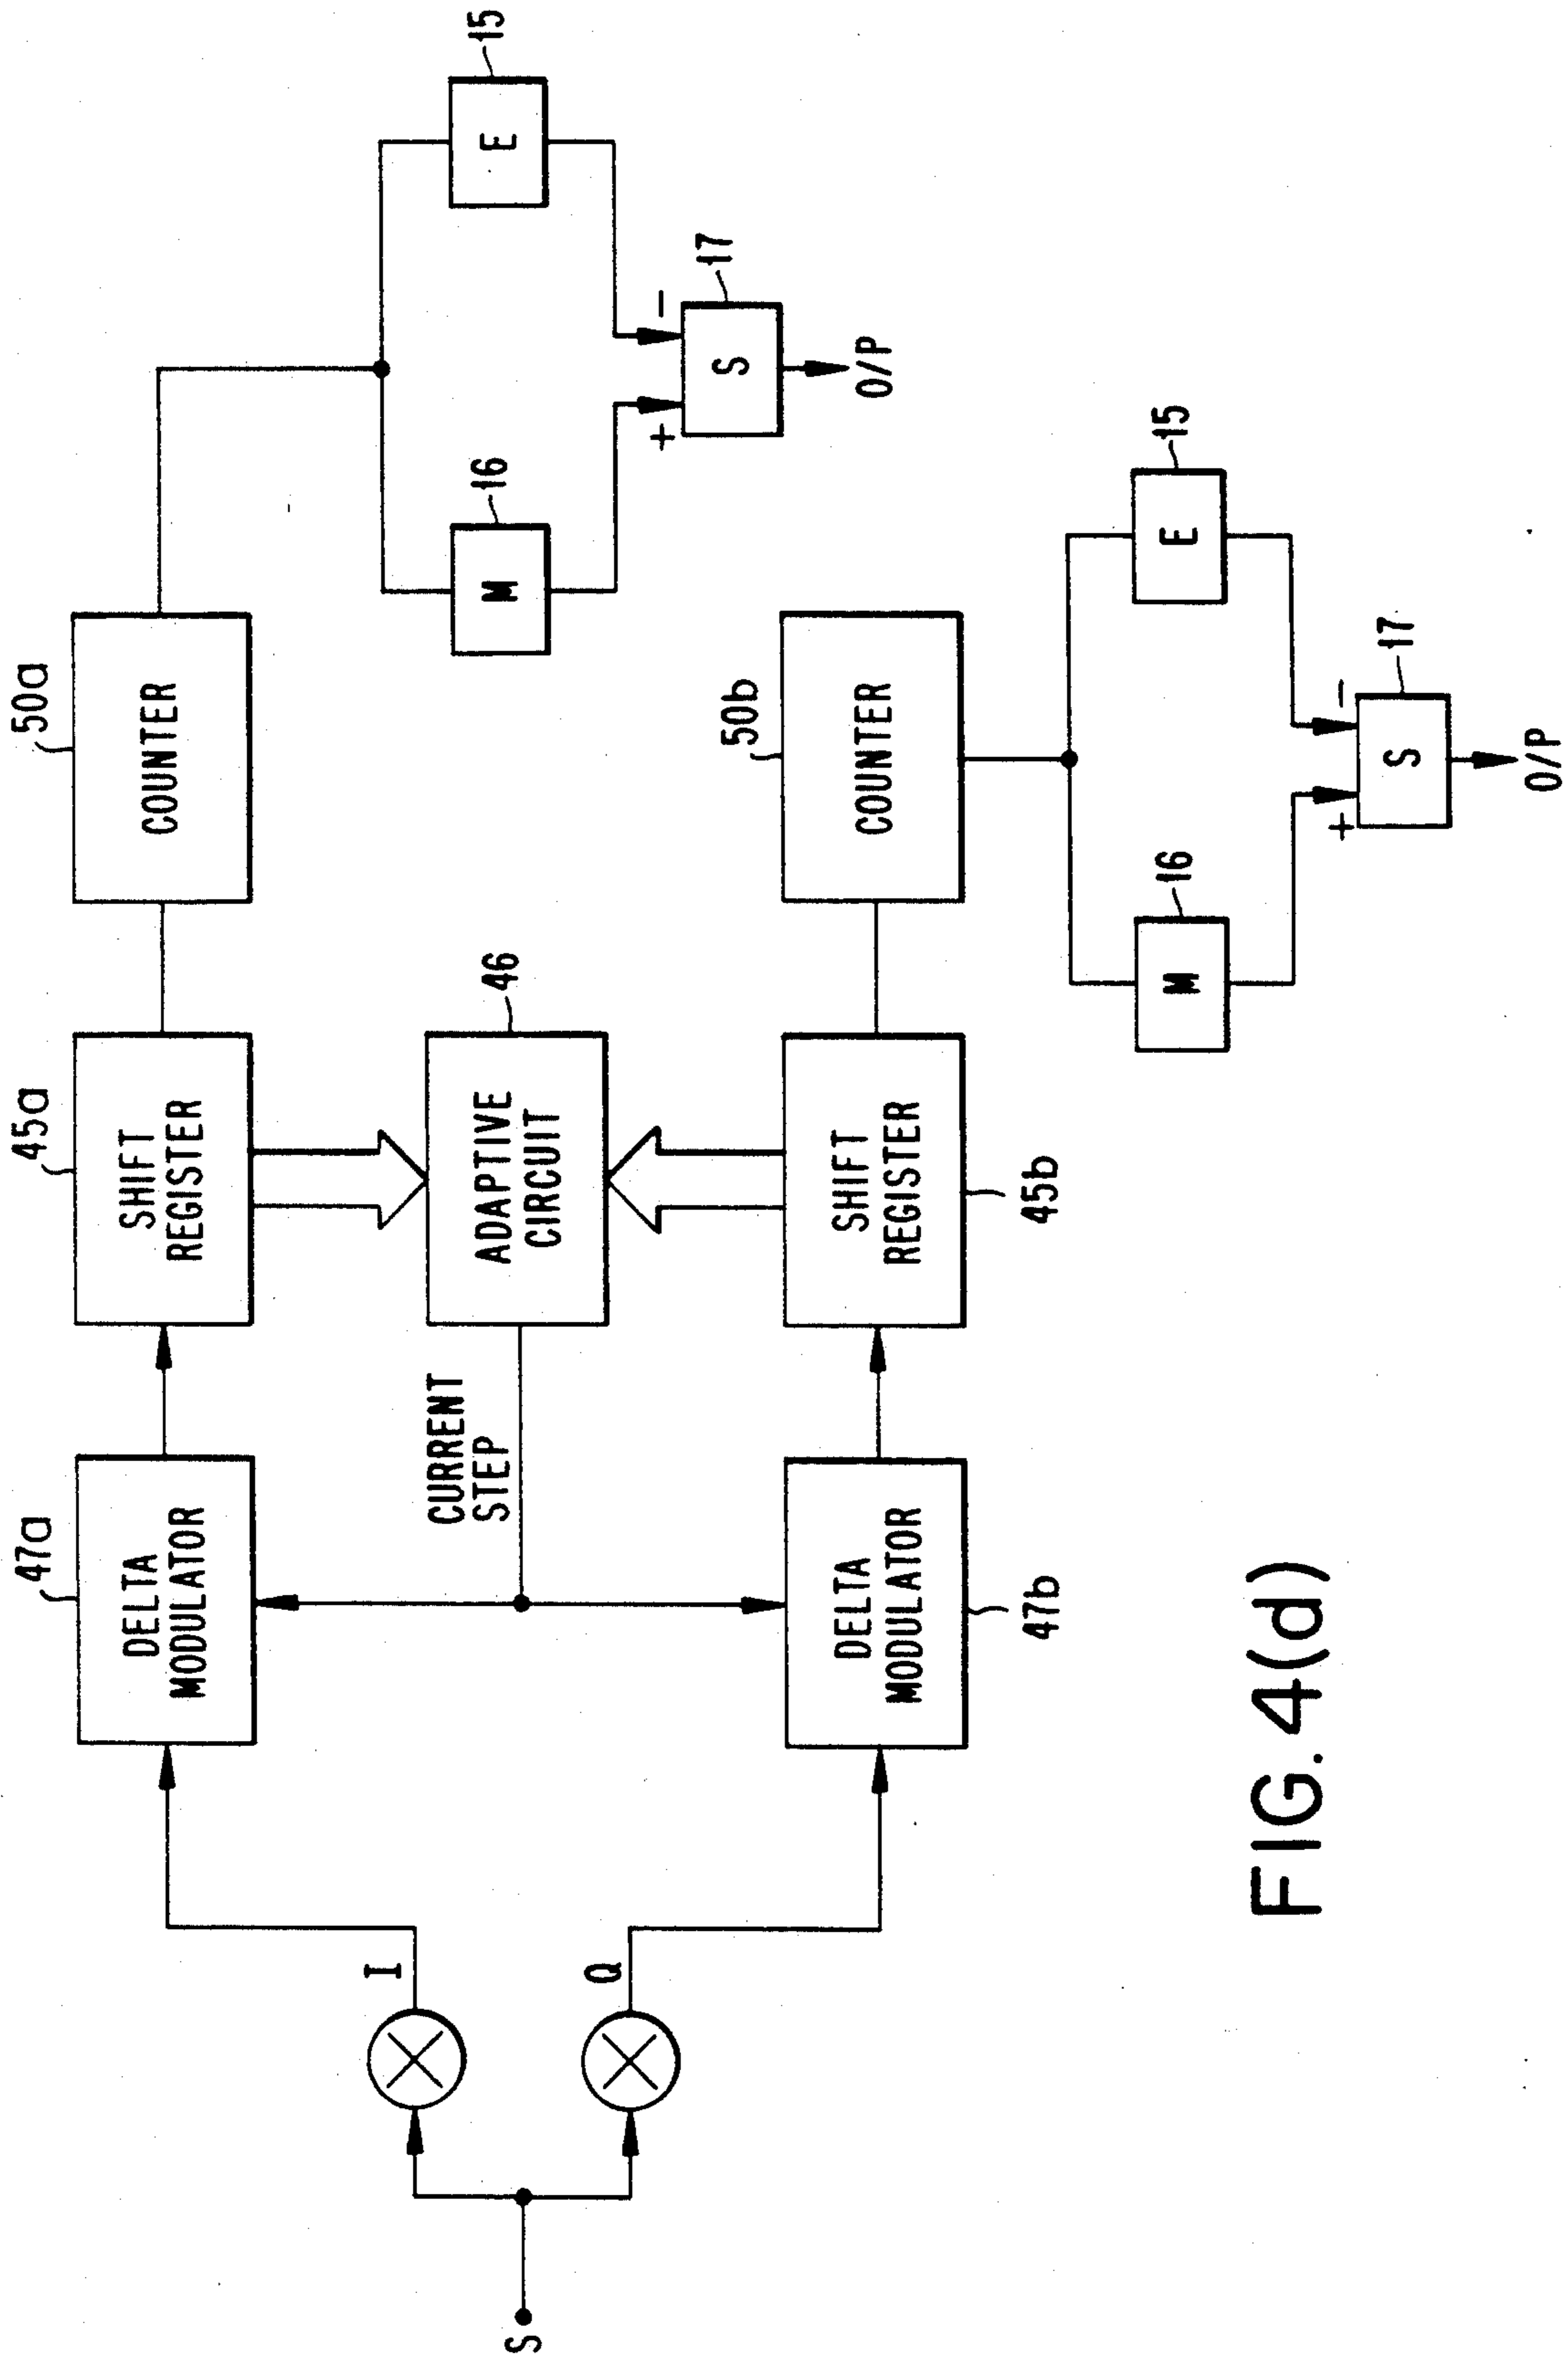 47a
45a
50a
DELTA
MODULATOR
SHIFT
REGISTER
COUNTER
I
CURRENT
STEP
46
ADAPTIVE
CIRCUIT
16
M
15
E
S
Q
+
-
17
S
O/P
DELTA
MODULATOR
47b
SHIFT
REGISTER
45b
50b
COUNTER
16
M
15
E
+
-
17
S
O/P
FIG. 4(d)